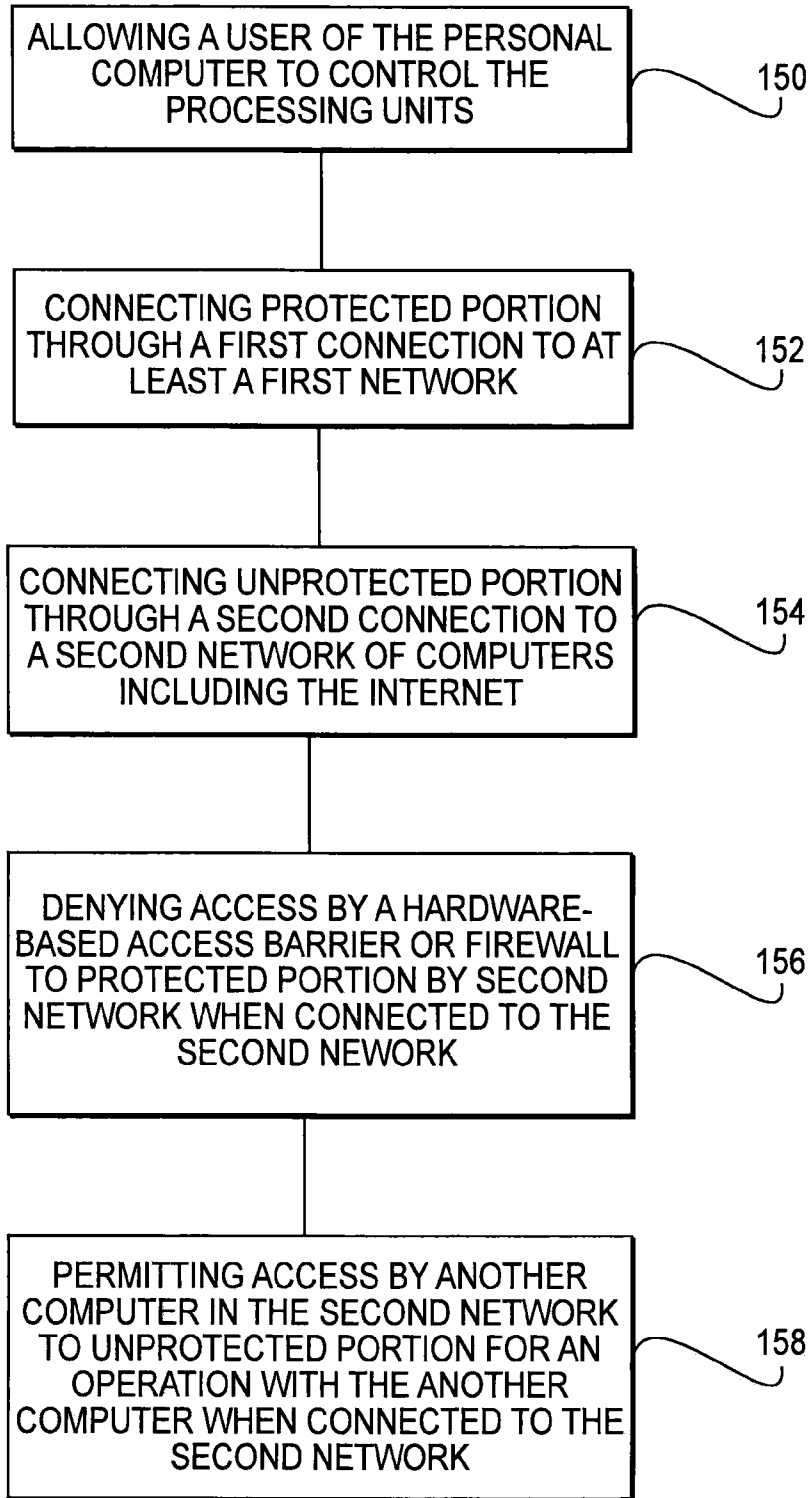 ALLOWING A USER OF THE PERSONAL
COMPUTER TO CONTROL THE
PROCESSING UNITS
150
CONNECTING PROTECTED PORTION
THROUGH A FIRST CONNECTION TO AT
LEAST A FIRST NETWORK
152
CONNECTING UNPROTECTED PORTION
THROUGH A SECOND CONNECTION TO
A SECOND NETWORK OF COMPUTERS
INCLUDING THE INTERNET
154
DENYING ACCESS BY A HARDWARE-
BASED ACCESS BARRIER OR FIREWALL
TO PROTECTED PORTION BY SECOND
NETWORK WHEN CONNECTED TO THE
SECOND NEWORK
156
PERMITTING ACCESS BY ANOTHER
COMPUTER IN THE SECOND NETWORK
TO UNPROTECTED PORTION FOR AN
OPERATION WITH THE ANOTHER
COMPUTER WHEN CONNECTED TO THE
SECOND NETWORK
158